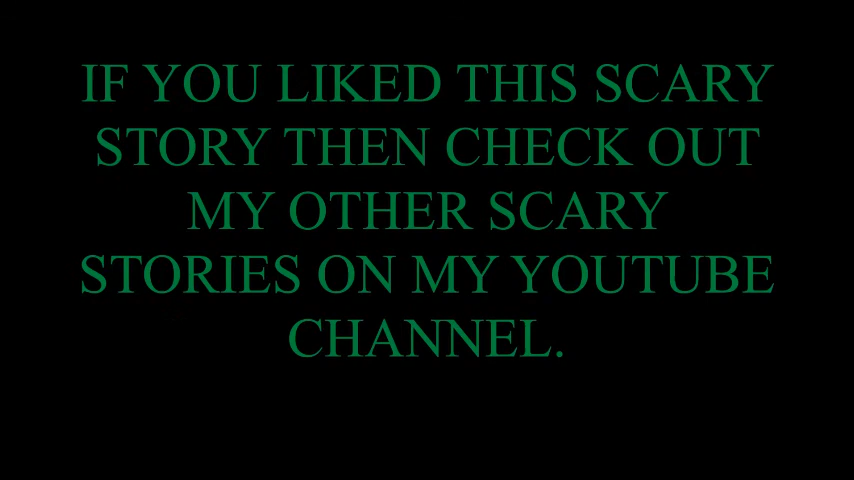 IF YOU LIKED THIS SCARY
STORY THEN CHECK OUT
MY OTHER SCARY
STORIES ON MY YOUTUBE
CHANNEL.